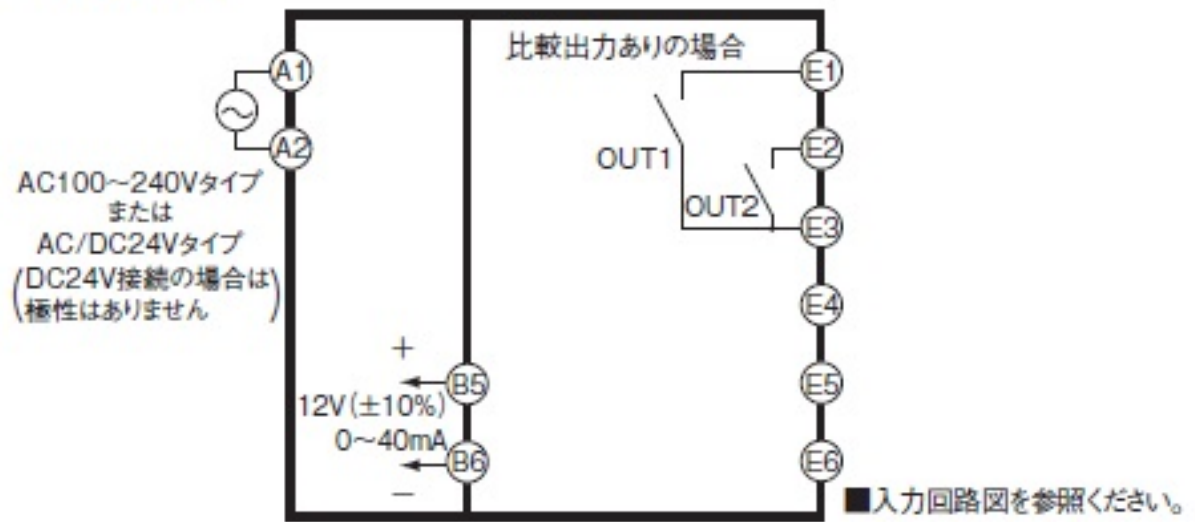 比較出力ありの場合
A1
E1
A2
OUT1
E2
AC100～240Vタイプ
または
AC/DC24Vタイプ
(DC24V接続の場合は
極性はありません)
OUT2
E3
E4
+
B5
E5
12V(±10%)
0～40mA
B6
E6
−
■入力回路図を参照ください。